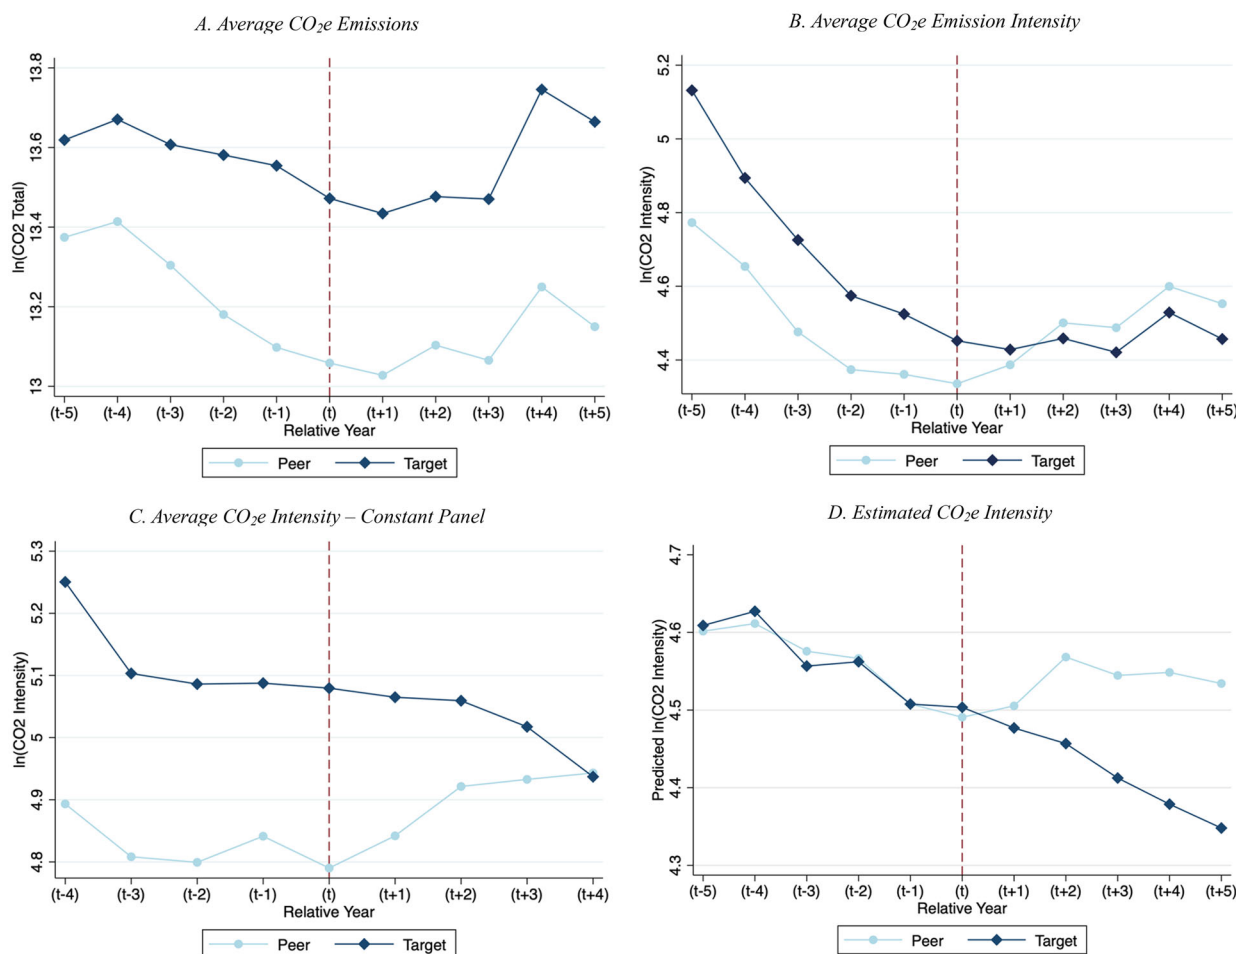 A. Average CO₂e Emissions
ln(CO2 Total)
13.8
13.6
13.4
13.2
13
(t-5) (t-4) (t-3) (t-2) (t-1) (t) (t+1) (t+2) (t+3) (t+4) (t+5)
Relative Year
Peer Target
B. Average CO₂e Emission Intensity
ln(CO2 Intensity)
5.2
5
4.8
4.6
4.4
(t-5) (t-4) (t-3) (t-2) (t-1) (t) (t+1) (t+2) (t+3) (t+4) (t+5)
Relative Year
Peer Target
C. Average CO₂e Intensity – Constant Panel
ln(CO2 Intensity)
5.3
5.2
5.1
5
4.9
4.8
(t-4) (t-3) (t-2) (t-1) (t) (t+1) (t+2) (t+3) (t+4)
Relative Year
Peer Target
D. Estimated CO₂e Intensity
Predicted ln(CO2 Intensity)
4.7
4.6
4.5
4.4
4.3
(t-5) (t-4) (t-3) (t-2) (t-1) (t) (t+1) (t+2) (t+3) (t+4) (t+5)
Relative Year
Peer Target